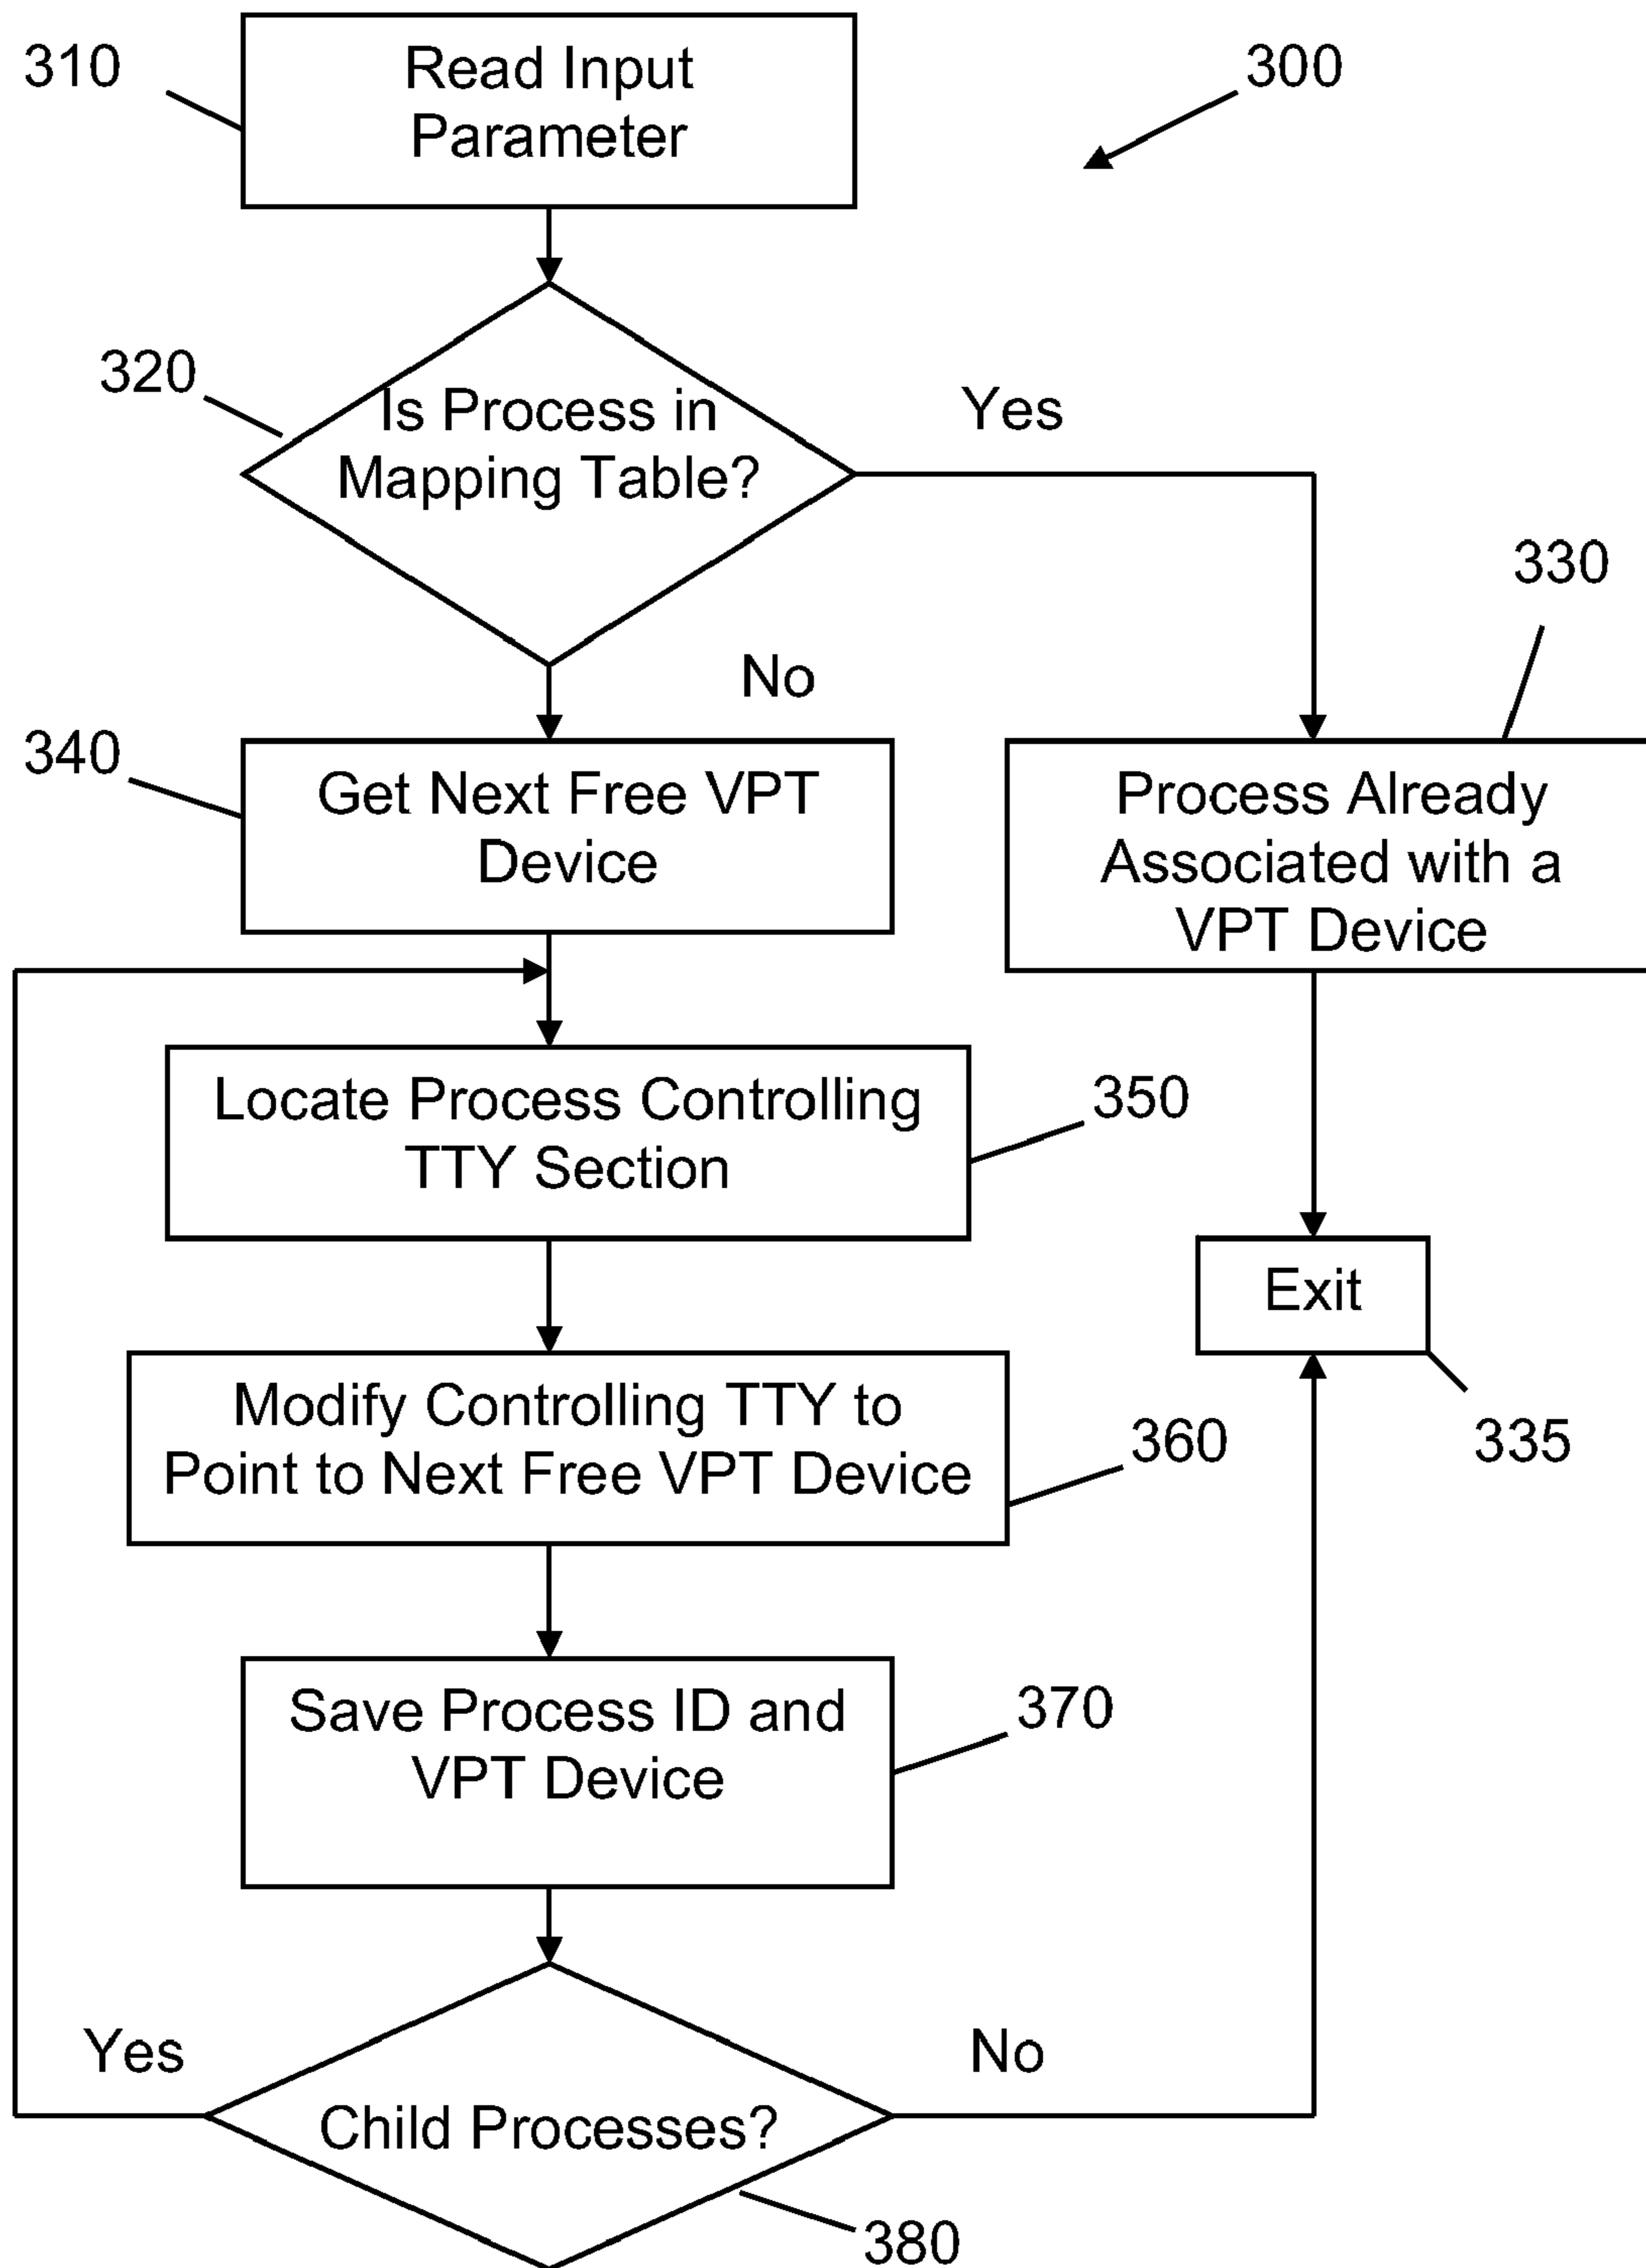 310
Read Input
Parameter
300
320
Is Process in
Mapping Table?
Yes
330
No
340
Get Next Free VPT
Device
Process Already
Associated with a
VPT Device
Locate Process Controlling
TTY Section
350
Exit
335
Modify Controlling TTY to
Point to Next Free VPT Device
360
Save Process ID and
VPT Device
370
Yes
No
Child Processes?
380